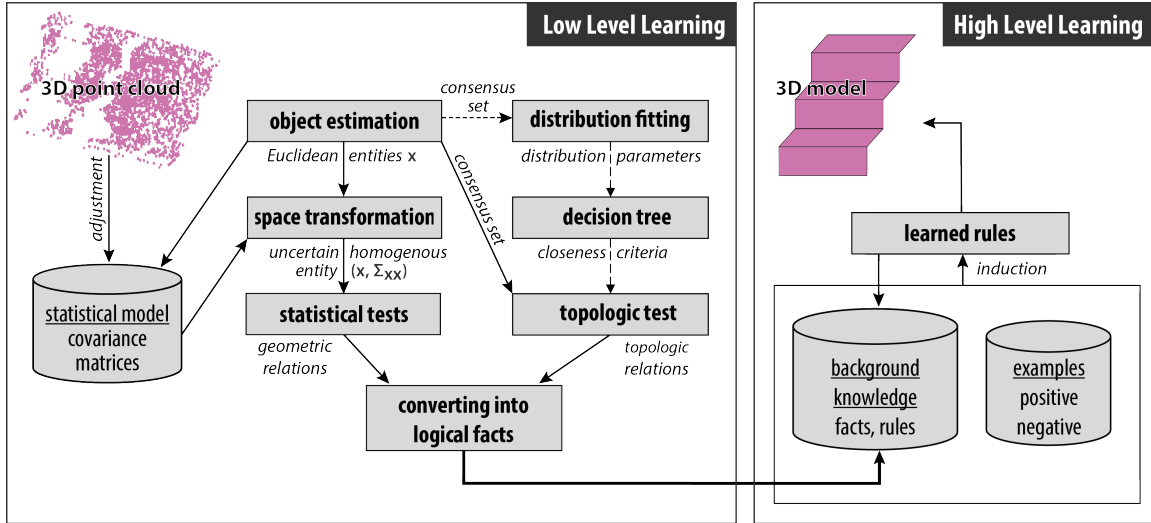 Low Level Learning
High Level Learning
3D point cloud
adjustment
statistical model
covariance
matrices
object estimation
consensus
set
distribution fitting
Euclidean entities x
consensus set
distribution parameters
space transformation
decision tree
uncertain homogenous
entity (x, Σxx)
closeness criteria
statistical tests
topologic test
geometric
relations
topologic
relations
converting into
logical facts
3D model
learned rules
induction
background
knowledge
facts, rules
examples
positive
negative